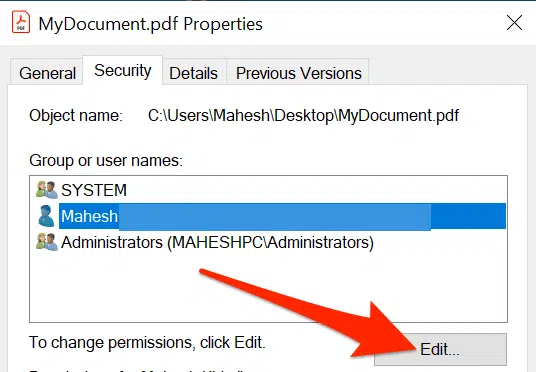 MyDocument.pdf Properties
General Security Details Previous Versions
Object name: C:\Users\Mahesh\Desktop\MyDocument.pdf
Group or user names:
SYSTEM
Mahesh
Administrators (MAHESHPC\Administrators)
To change permissions, click Edit.
Edit...